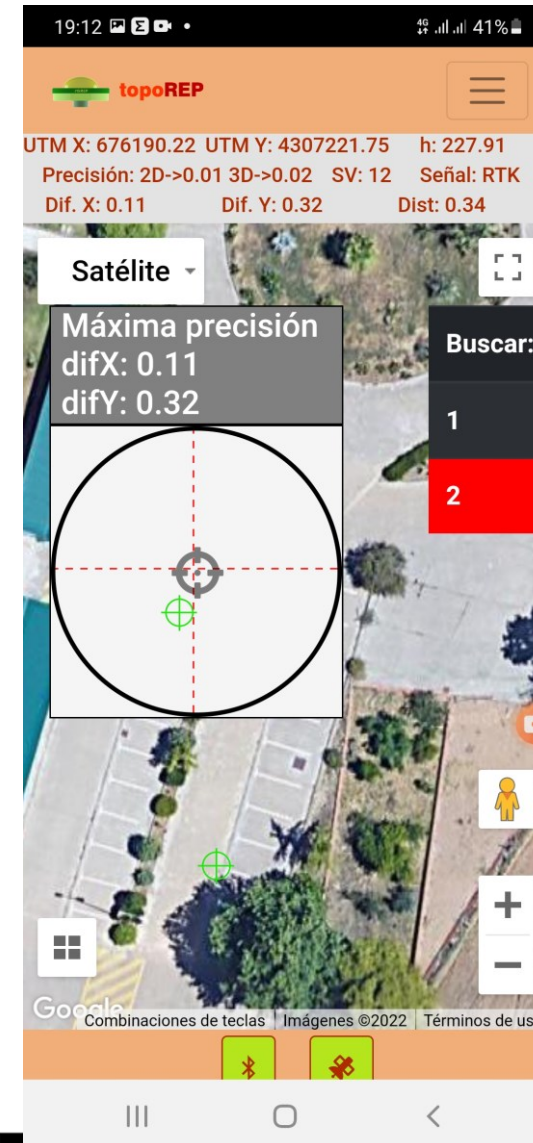 19:12
4G 41%
topoREP
UTM X: 676190.22 UTM Y: 4307221.75 h: 227.91
Precisión: 2D->0.01 3D->0.02 SV: 12 Señal: RTK
Dif. X: 0.11 Dif. Y: 0.32 Dist: 0.34
Satélite
Máxima precisión
difX: 0.11
difY: 0.32
Buscar:
1
2
Google
Combinaciones de teclas Imágenes ©2022 Términos de us